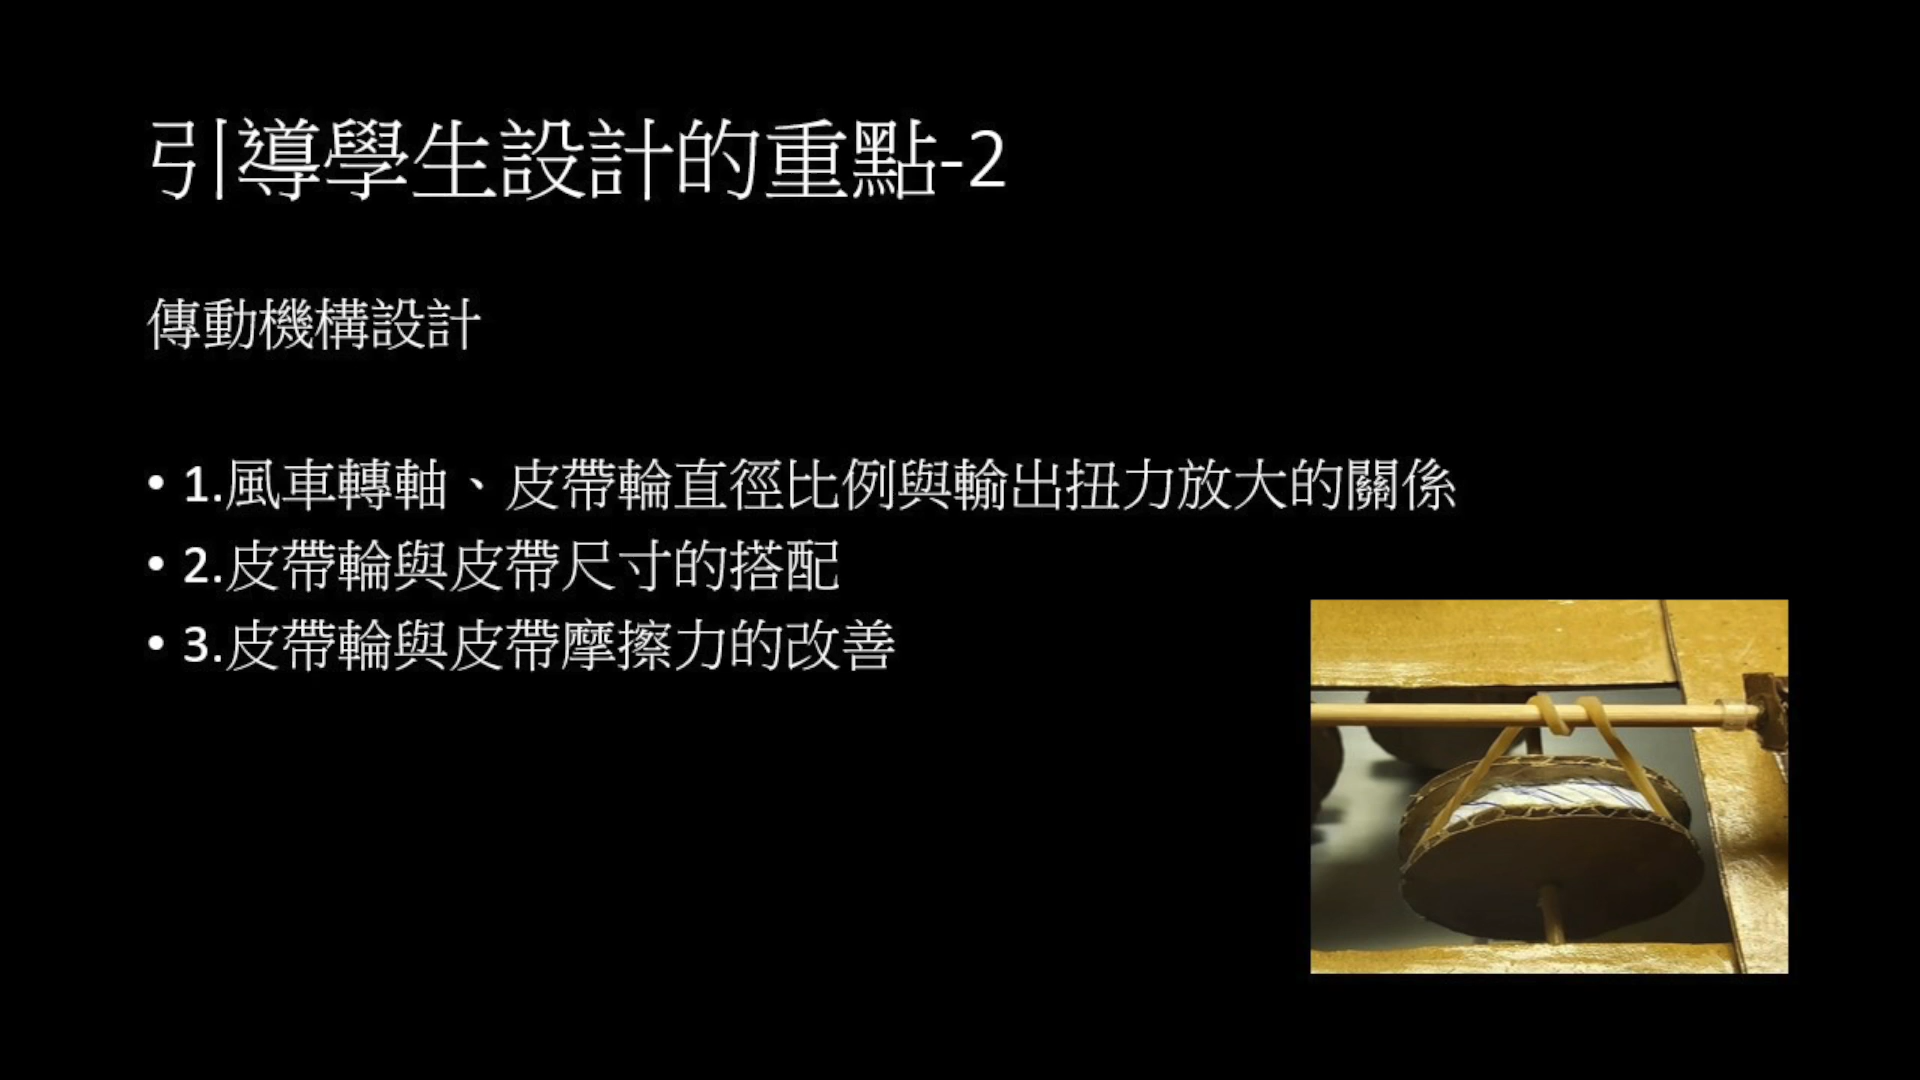 引導學生設計的重點-2
傳動機構設計
• 1.風車轉軸、皮帶輪直徑比例與輸出扭力放大的關係
• 2.皮帶輪與皮帶尺寸的搭配
• 3.皮帶輪與皮帶摩擦力的改善